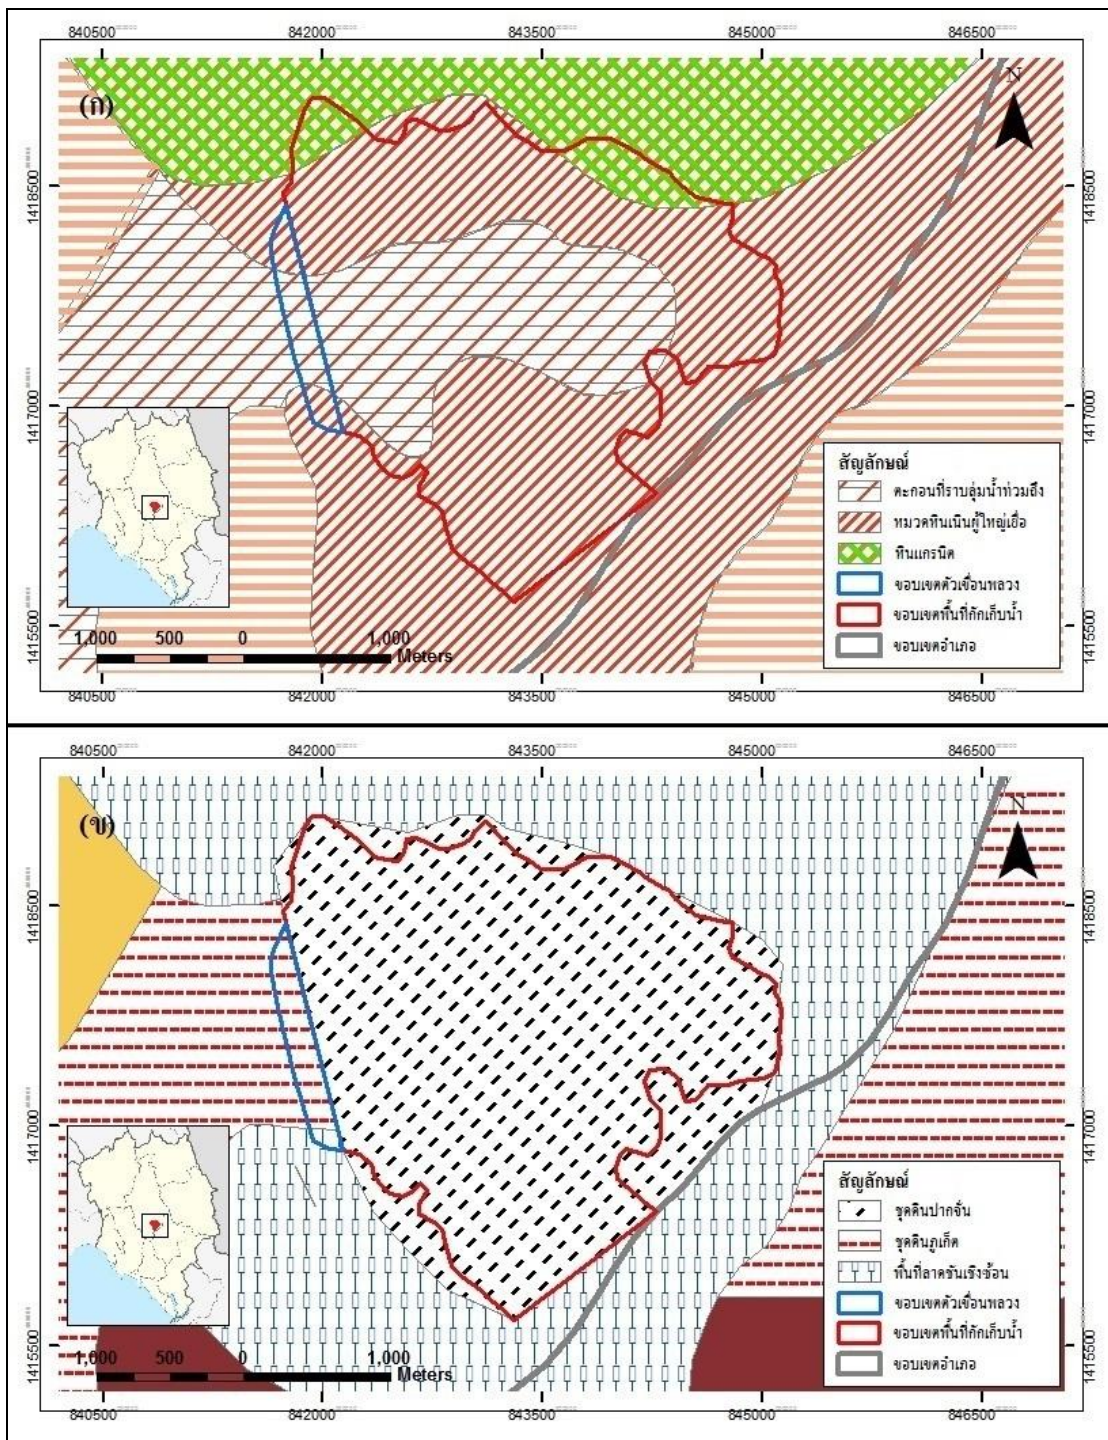 840500 842000 843500 845000 846500
(ก)
N
1418500 1418500
1417000 1417000
1415500 1415500
สัญลักษณ์
ตะกอนที่ราบลุ่มน้ำท่วมถึง
หมวดหินเนินผู้ใหญ่เยื่อ
หินแกรนิต
ขอบเขตตัวเขื่อนพลวง
ขอบเขตพื้นที่กักเก็บน้ำ
ขอบเขตอำเภอ
1,000 500 0 1,000
Meters
840500 842000 843500 845000 846500
840500 842000 843500 845000 846500
(ข)
N
1418500 1418500
1417000 1417000
1415500 1415500
สัญลักษณ์
ชุดดินปากจั่น
ชุดดินภูเก็ต
พื้นที่ลาดชันเชิงซ้อน
ขอบเขตตัวเขื่อนพลวง
ขอบเขตพื้นที่กักเก็บน้ำ
ขอบเขตอำเภอ
1,000 500 0 1,000
Meters
840500 842000 843500 845000 846500